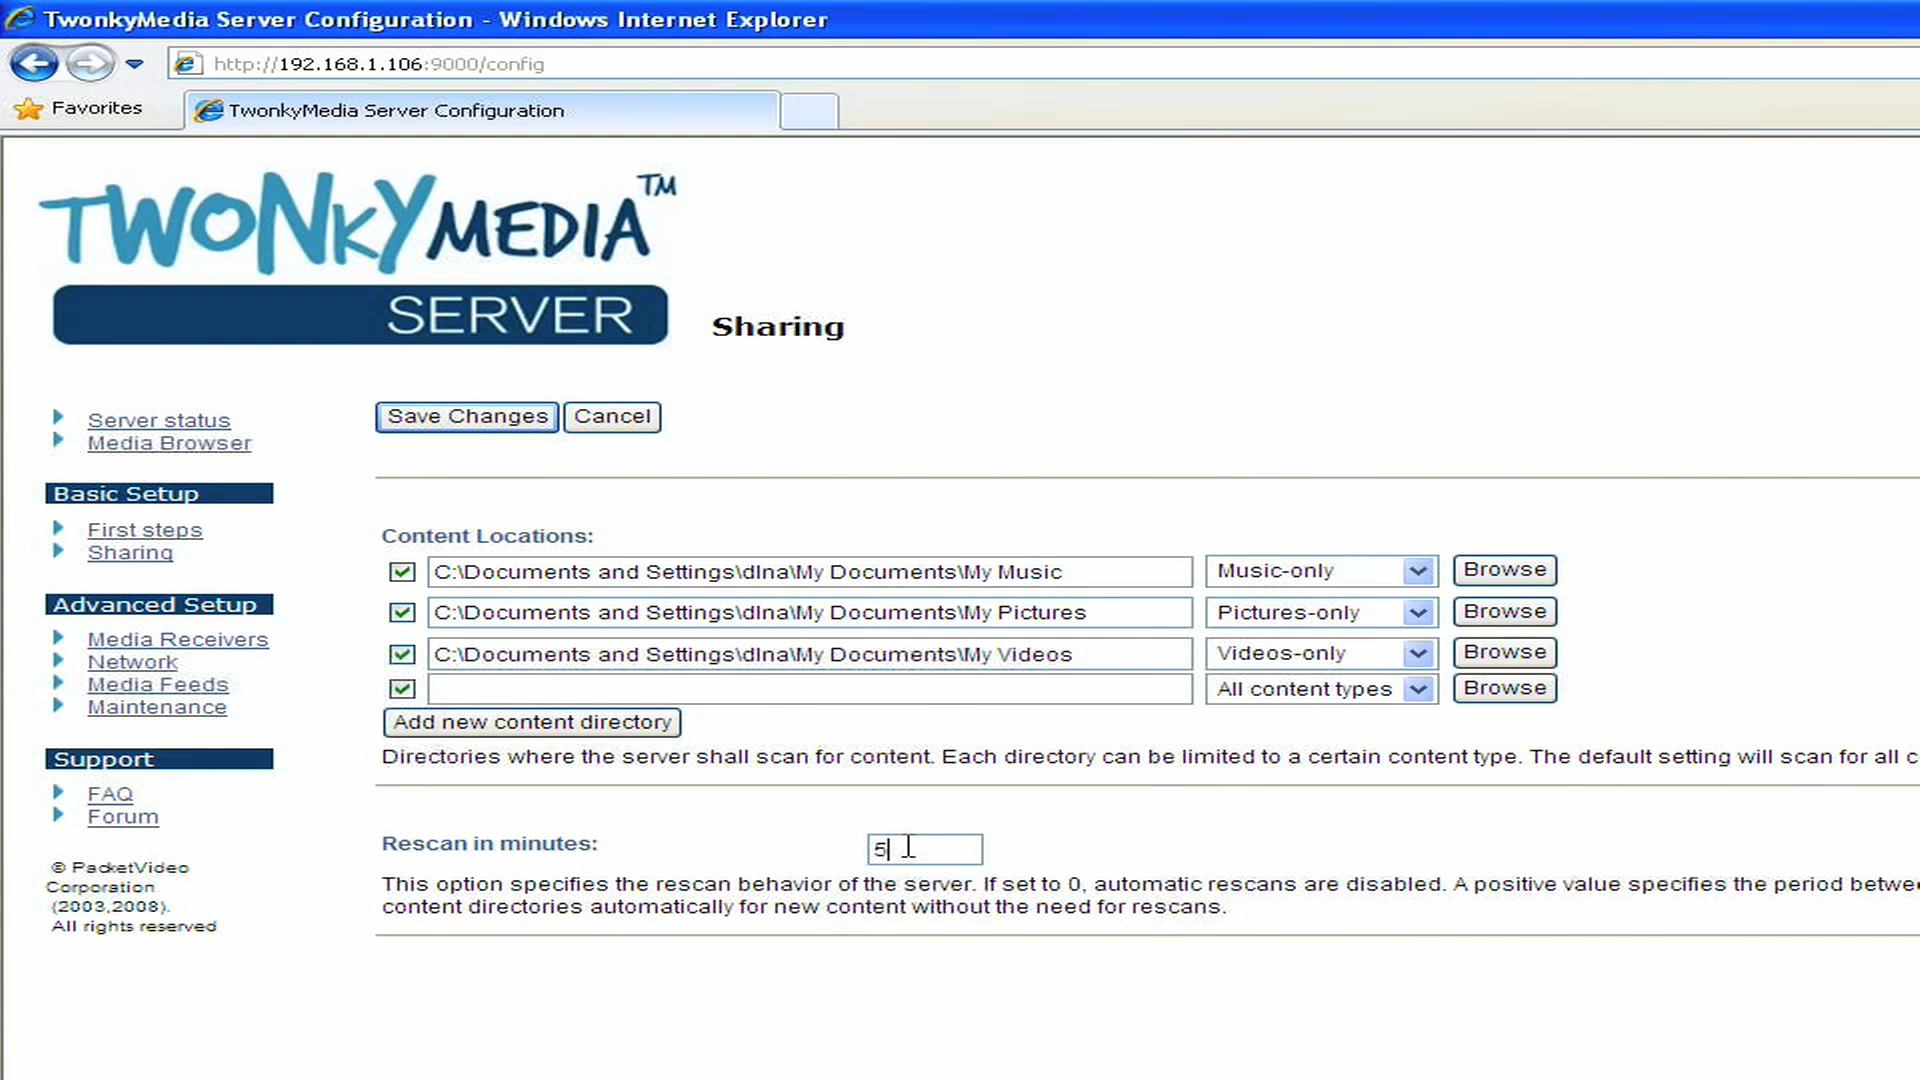 TwonkyMedia Server Configuration - Windows Internet Explorer
http://192.168.1.106:9000/config
Favorites
TwonkyMedia Server Configuration
TWONKYMEDIA™
SERVER
Sharing
Server status
Media Browser
Save Changes Cancel
Basic Setup
First steps
Sharing
Advanced Setup
Media Receivers
Network
Media Feeds
Maintenance
Support
FAQ
Forum
© PacketVideo
Corporation
(2003,2008).
All rights reserved
Content Locations:
C:\Documents and Settings\dlna\My Documents\My Music Music-only Browse
C:\Documents and Settings\dlna\My Documents\My Pictures Pictures-only Browse
C:\Documents and Settings\dlna\My Documents\My Videos Videos-only Browse
All content types Browse
Add new content directory
Directories where the server shall scan for content. Each directory can be limited to a certain content type. The default setting will scan for all
Rescan in minutes: 5
This option specifies the rescan behavior of the server. If set to 0, automatic rescans are disabled. A positive value specifies the period
content directories automatically for new content without the need for rescans.